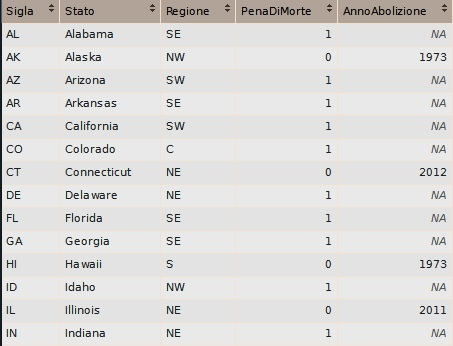 Sigla Stato Regione PenaDiMorte AnnoAbolizione
AL Alabama SE 1 NA
AK Alaska NW 0 1973
AZ Arizona SW 1 NA
AR Arkansas SE 1 NA
CA California SW 1 NA
CO Colorado C 1 NA
CT Connecticut NE 0 2012
DE Delaware NE 1 NA
FL Florida SE 1 NA
GA Georgia SE 1 NA
HI Hawaii S 0 1973
ID Idaho NW 1 NA
IL Illinois NE 0 2011
IN Indiana NE 1 NA